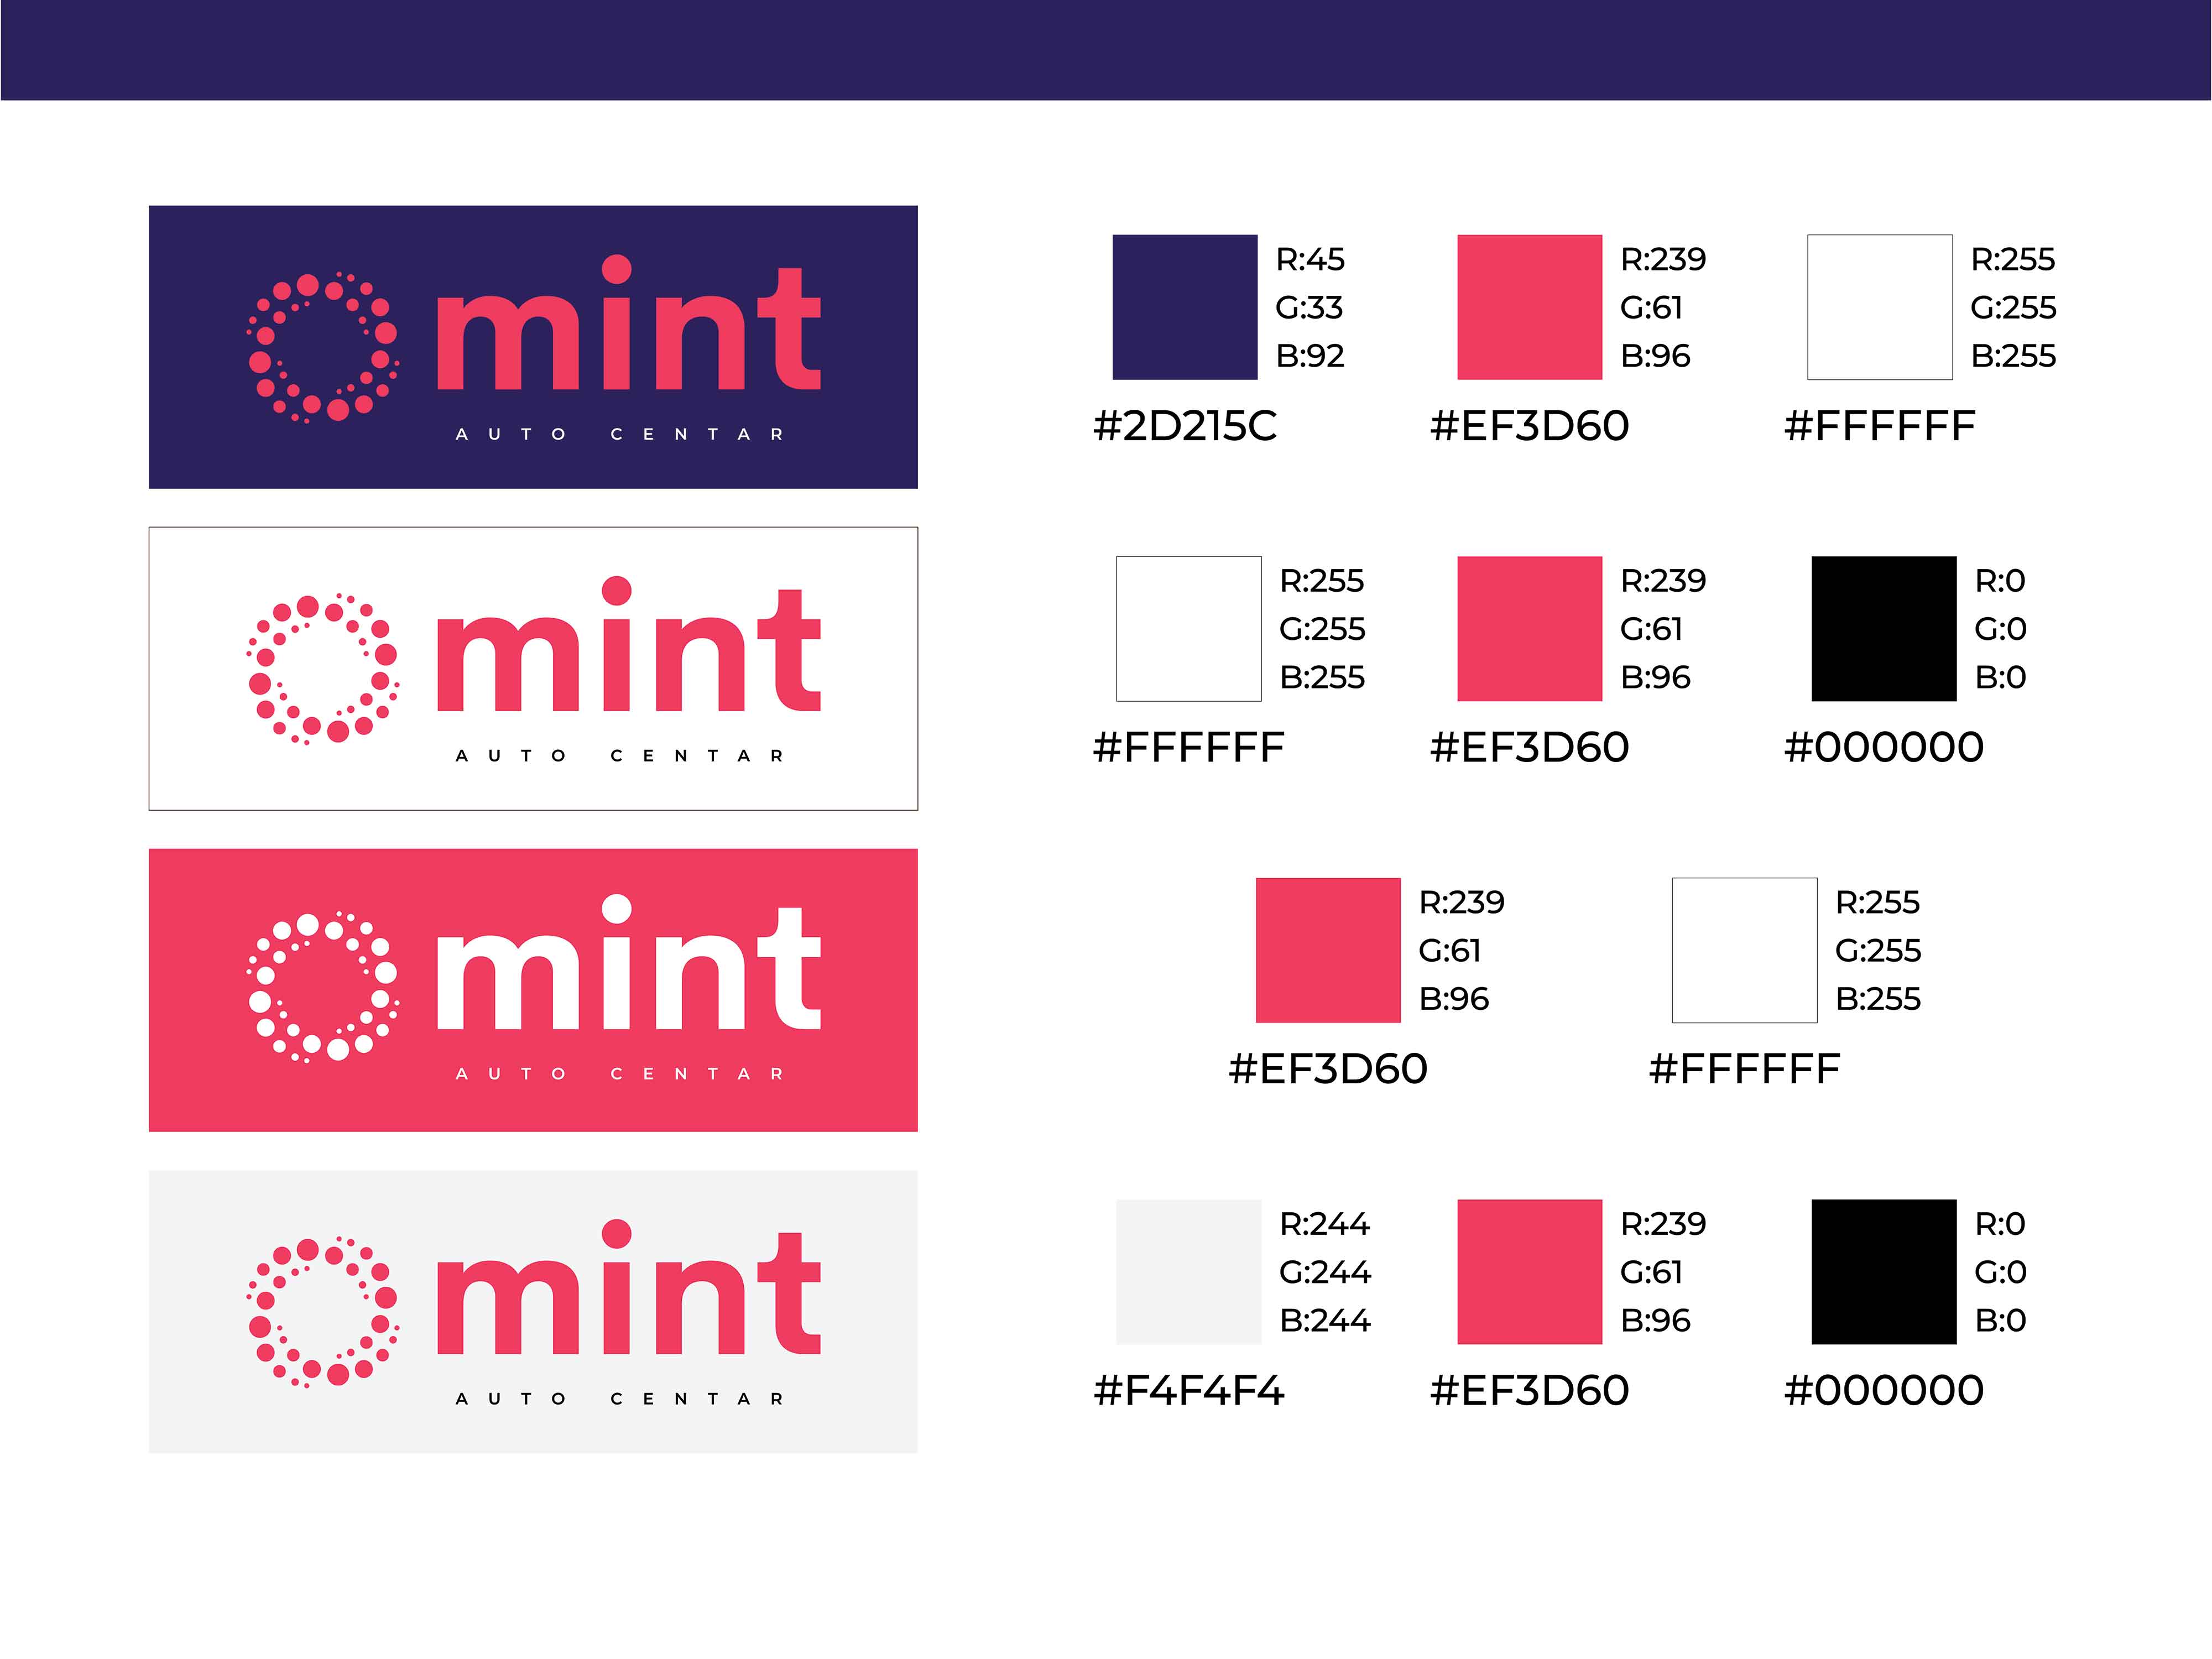 mint
AUTO CENTAR
R:45
G:33
B:92
#2D215C
R:239
G:61
B:96
#EF3D60
R:255
G:255
B:255
#FFFFFF
mint
AUTO CENTAR
R:255
G:255
B:255
#FFFFFF
R:239
G:61
B:96
#EF3D60
R:0
G:0
B:0
#000000
mint
AUTO CENTAR
R:239
G:61
B:96
#EF3D60
R:255
G:255
B:255
#FFFFFF
mint
AUTO CENTAR
R:244
G:244
B:244
#F4F4F4
R:239
G:61
B:96
#EF3D60
R:0
G:0
B:0
#000000